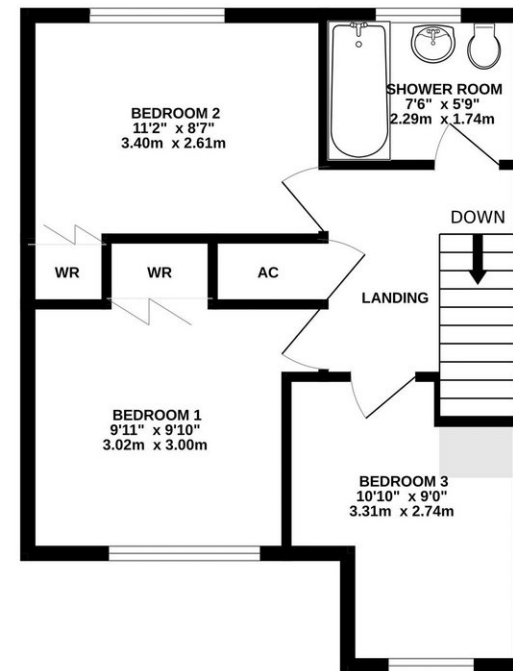 BEDROOM 2
11'2" x 8'7"
3.40m x 2.61m
SHOWER ROOM
7'6" x 5'9"
2.29m x 1.74m
DOWN
WR
WR
AC
LANDING
BEDROOM 1
9'11" x 9'10"
3.02m x 3.00m
BEDROOM 3
10'10" x 9'0"
3.31m x 2.74m